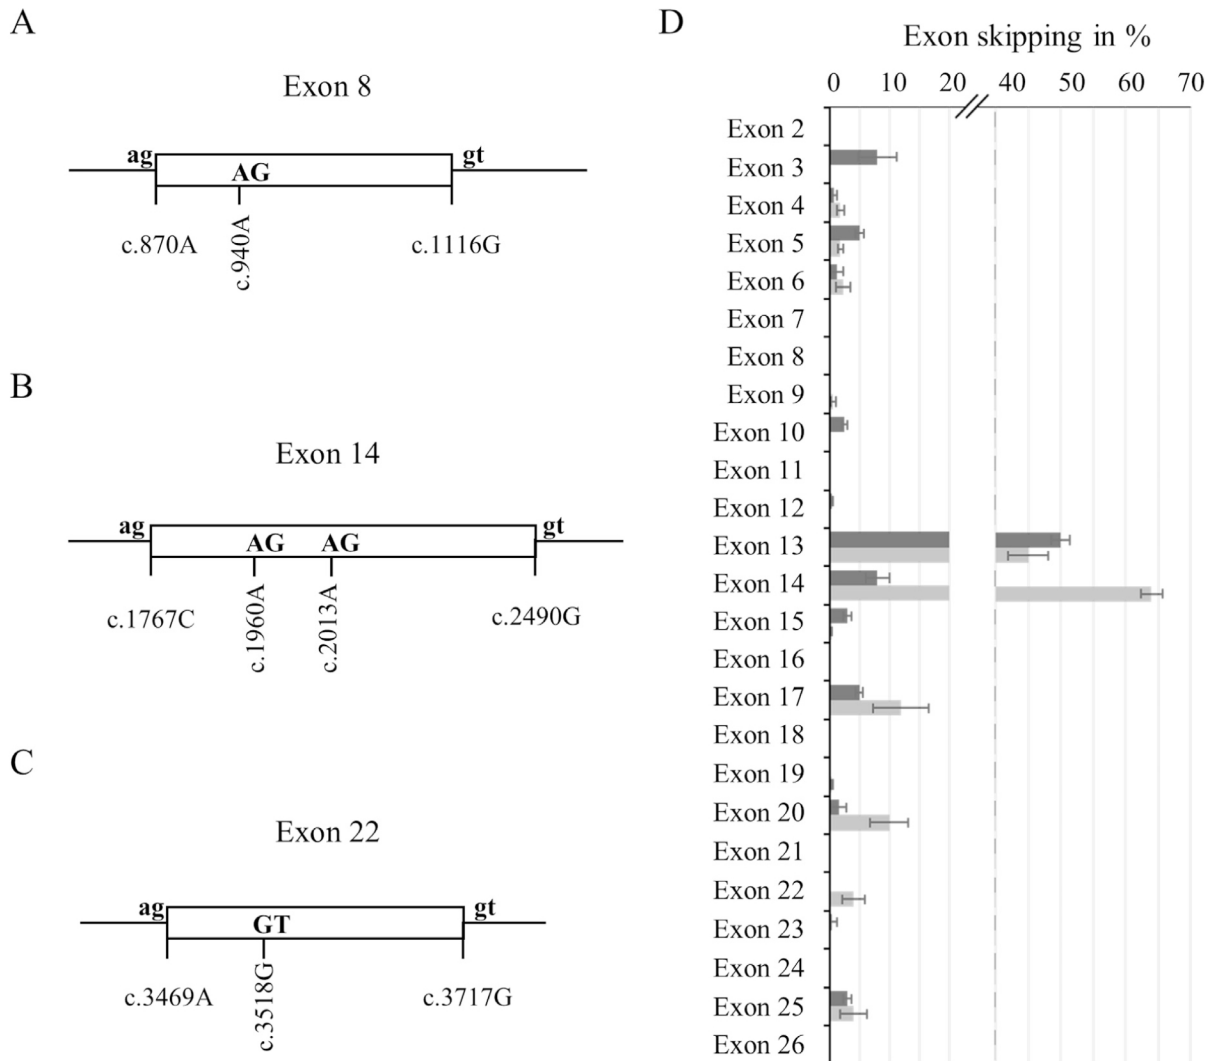 A
Exon 8
ag
gt
AG
c.870A
c.940A
c.1116G
B
Exon 14
ag
gt
AG AG
c.1767C
c.1960A
c.2013A
c.2490G
C
Exon 22
ag
gt
GT
c.3469A
c.3518G
c.3717G
D
Exon skipping in %
0 10 20 40 50 60 70
Exon 2
Exon 3
Exon 4
Exon 5
Exon 6
Exon 7
Exon 8
Exon 9
Exon 10
Exon 11
Exon 12
Exon 13
Exon 14
Exon 15
Exon 16
Exon 17
Exon 18
Exon 19
Exon 20
Exon 21
Exon 22
Exon 23
Exon 24
Exon 25
Exon 26